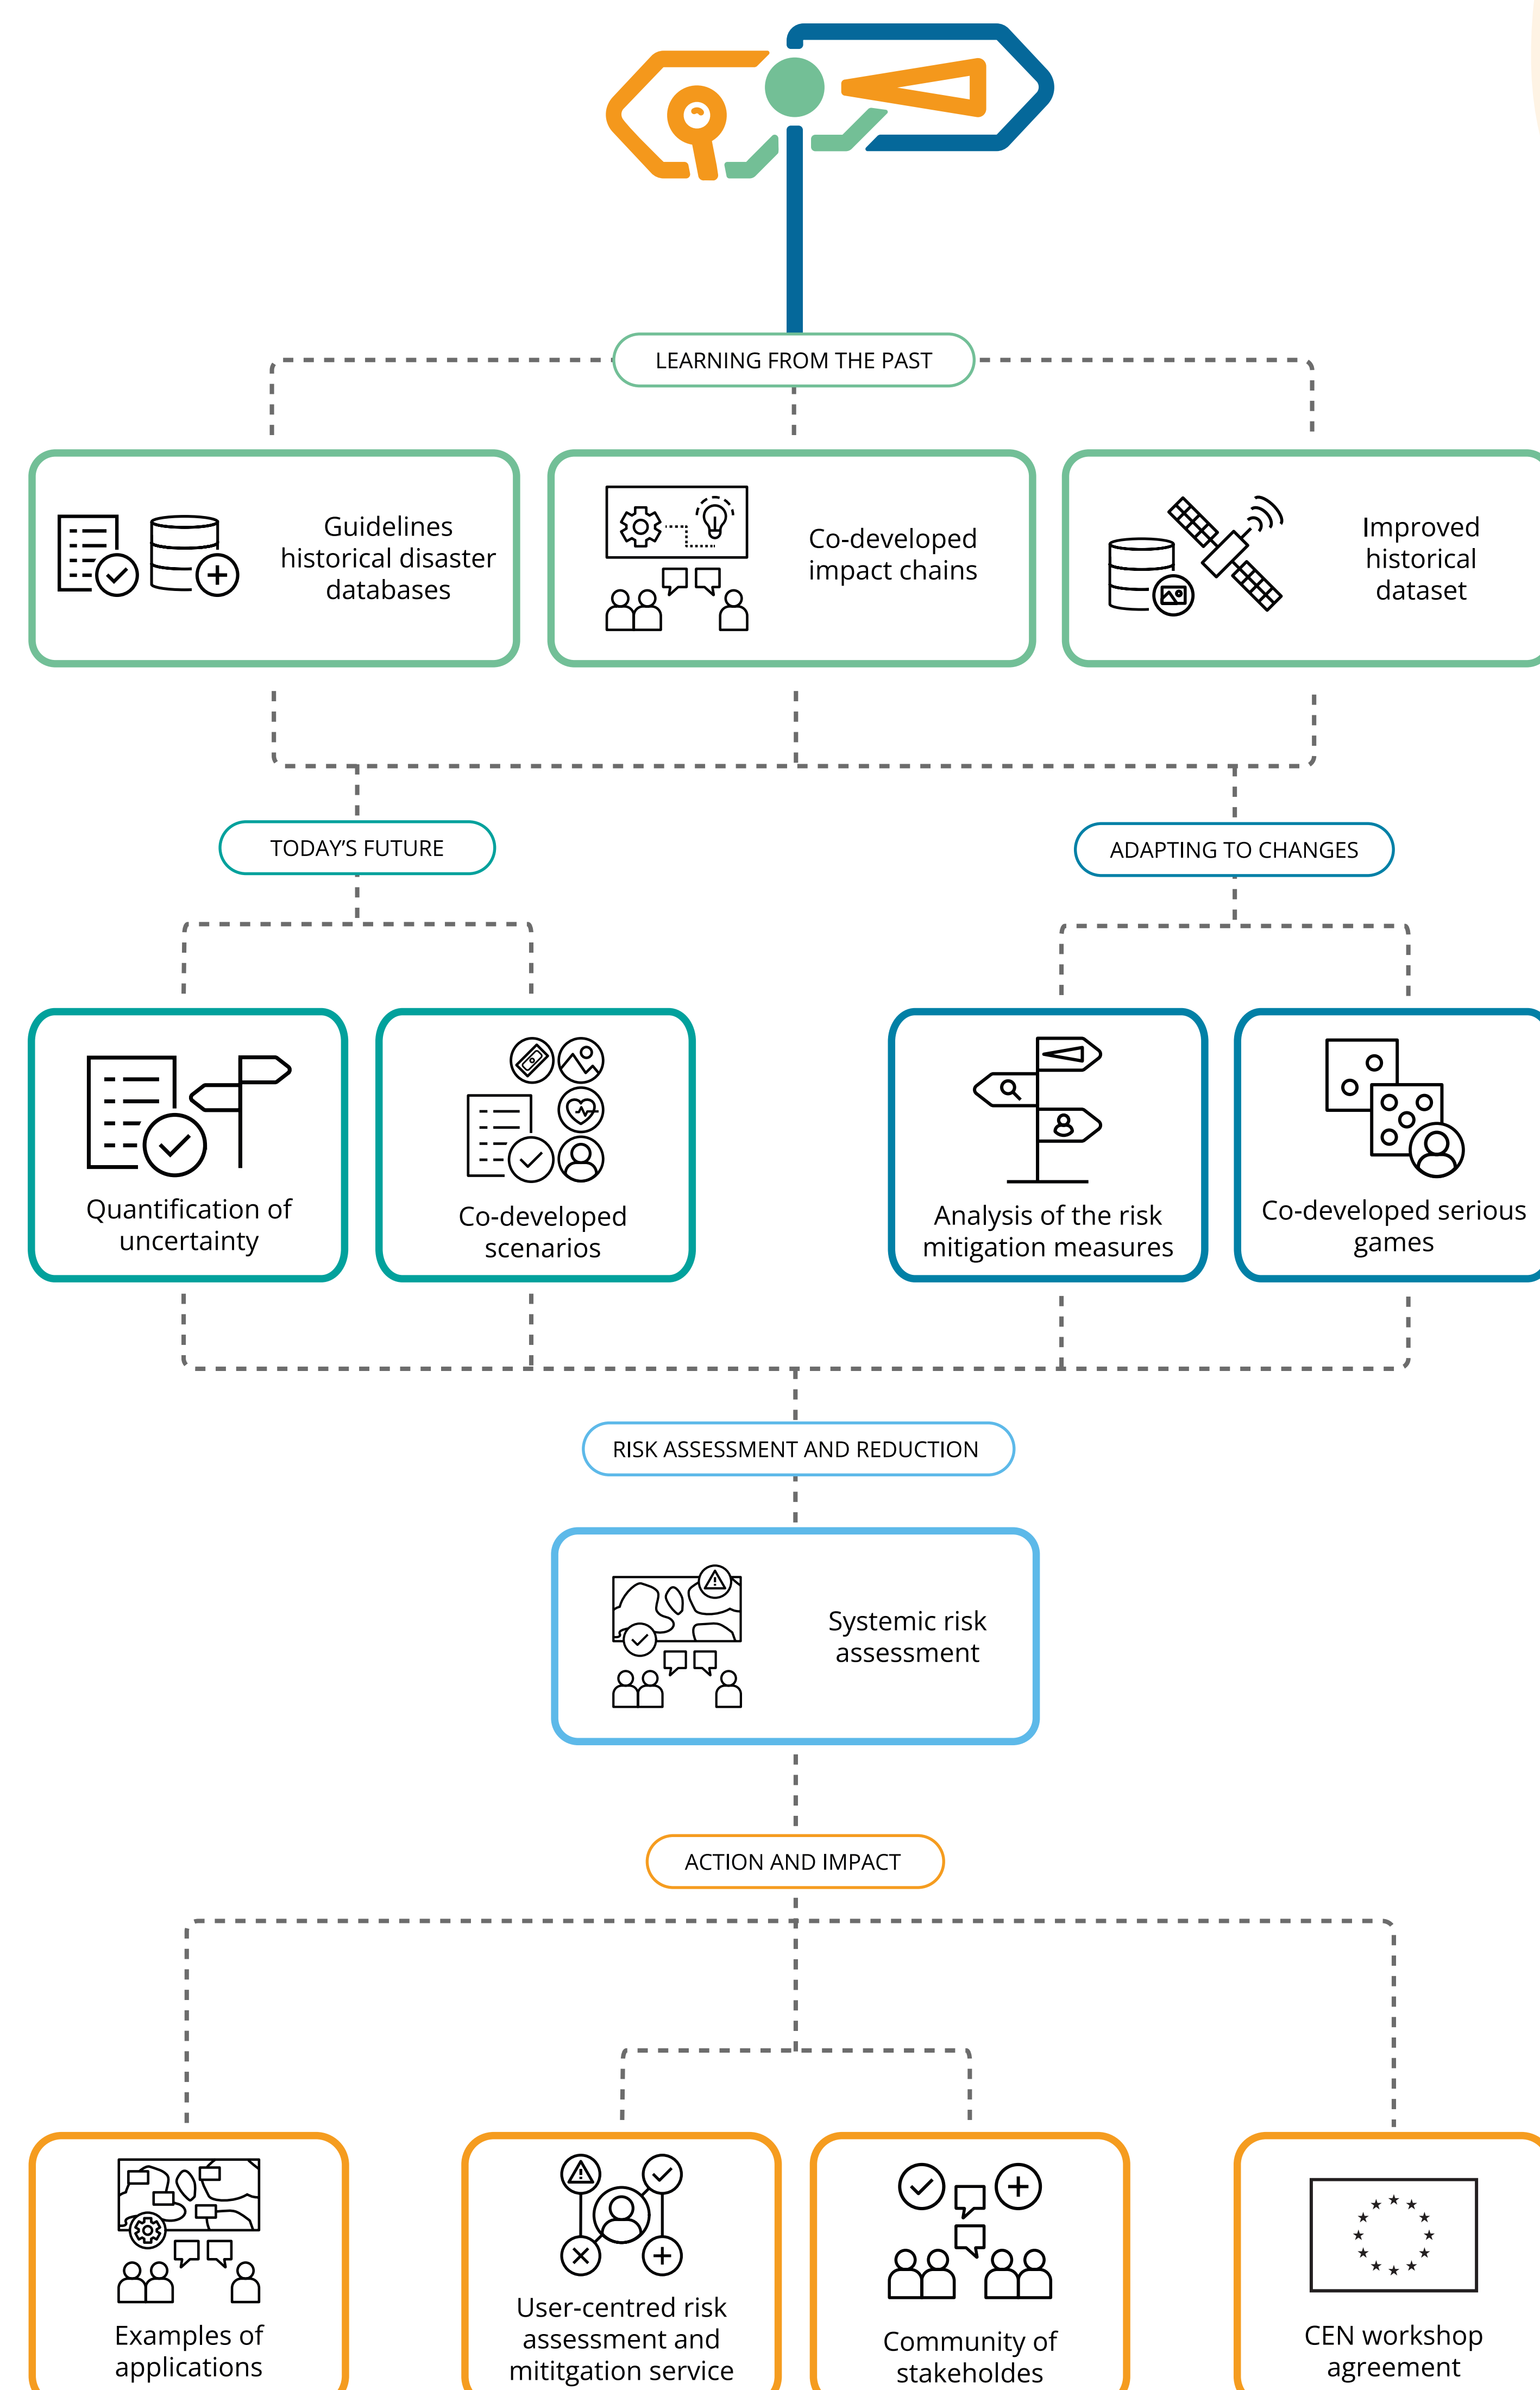 LEARNING FROM THE PAST
Guidelines
historical disaster
databases
Co-developed
impact chains
Improved
historical
dataset
TODAY’S FUTURE
ADAPTING TO CHANGES
Quantification of
uncertainty
Co-developed
scenarios
Analysis of the risk
mitigation measures
Co-developed serious
games
RISK ASSESSMENT AND REDUCTION
Systemic risk
assessment
ACTION AND IMPACT
Examples of
applications
User-centred risk
assessment and
mititgation service
Community of
stakeholdes
CEN workshop
agreement